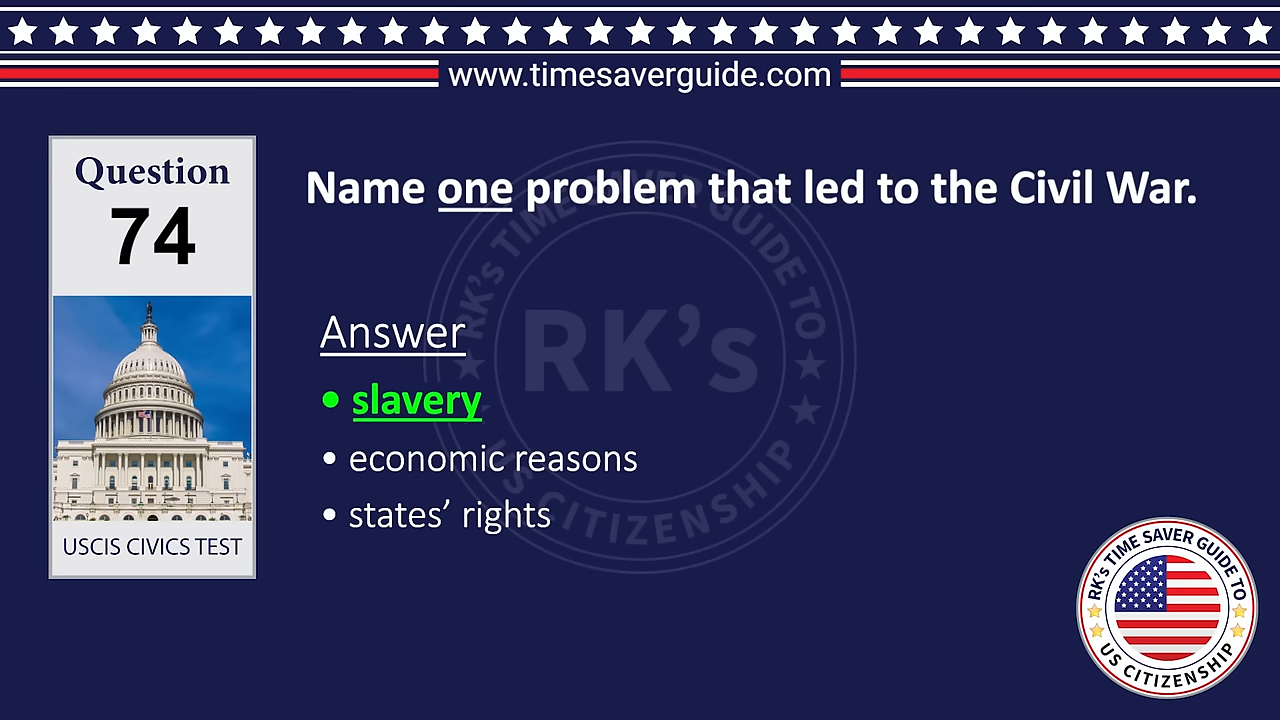 www.timesaverguide.com
Question
74
USCIS CIVICS TEST
Name one problem that led to the Civil War.
Answer
• slavery
• economic reasons
• states’ rights
RK’s TIME SAVER GUIDE TO
RK’s
US CITIZENSHIP
RK’s TIME SAVER GUIDE TO
US CITIZENSHIP